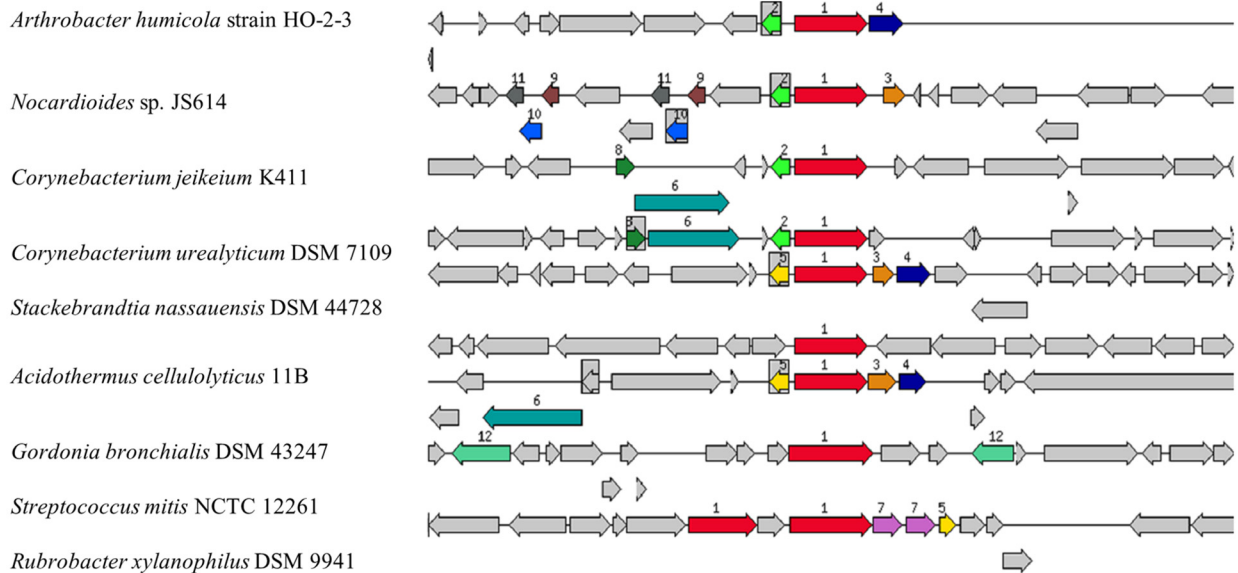 Arthrobacter humicola strain HO-2-3
2 1 4
Nocardioides sp. JS614
11 9 11 9 2 1 3
10 10
Corynebacterium jeikeium K411
8 2 1
6
Corynebacterium urealyticum DSM 7109
8 6 2 1
5 1 3 4
Stackebrandtia nassauensis DSM 44728
1
Acidothermus cellulolyticus 11B
5 1 3 4
6
Gordonia bronchialis DSM 43247
12 1 12
Streptococcus mitis NCTC 12261
1 1 7 7 5
Rubrobacter xylanophilus DSM 9941